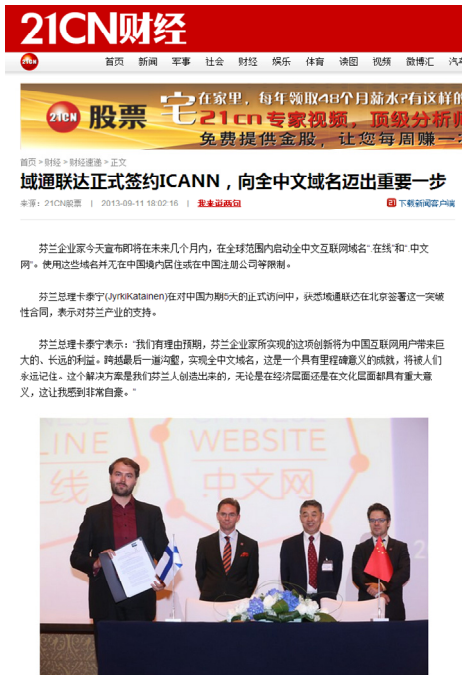 21CN财经
21CN
首页 新闻 军事 社会 财经 娱乐 体育 读图 视频 微博汇
21CN 股票
宅在家里，每年领取48个月薪水?有这样的
21cn专家视频，顶级分析师
免费提供金股，让您每周赚一
首页 > 财经 > 财经速递 > 正文
域通联达正式签约ICANN，向全中文域名迈出重要一步
来源：21CN股票 | 2013-09-11 18:02:16 | 我来说两句 下载新闻客户端
芬兰企业家今天宣布即将在未来几个月内，在全球范围内启动全中文互联网域名“.在线”和“.中文
网”。使用这些域名并无在中国境内居住或在中国注册公司等限制。
芬兰总理卡泰宁(JyrkiKatainen)在对中国为期5天的正式访问中，获悉域通联达在北京签署这一突破
性合同，表示对芬兰产业的支持。
芬兰总理卡泰宁表示：“我们有理由预期，芬兰企业家所实现的这项创新将为中国互联网用户带来巨
大的、长远的利益。跨越最后一道沟壑，实现全中文域名，这是一个具有里程碑意义的成就，将被人们
永远记住。这个解决方案是我们芬兰人创造出来的，无论是在经济层面还是在文化层面都具有重大意
义，这让我感到非常自豪。”
WEBSITE
LINE
.中文网
线